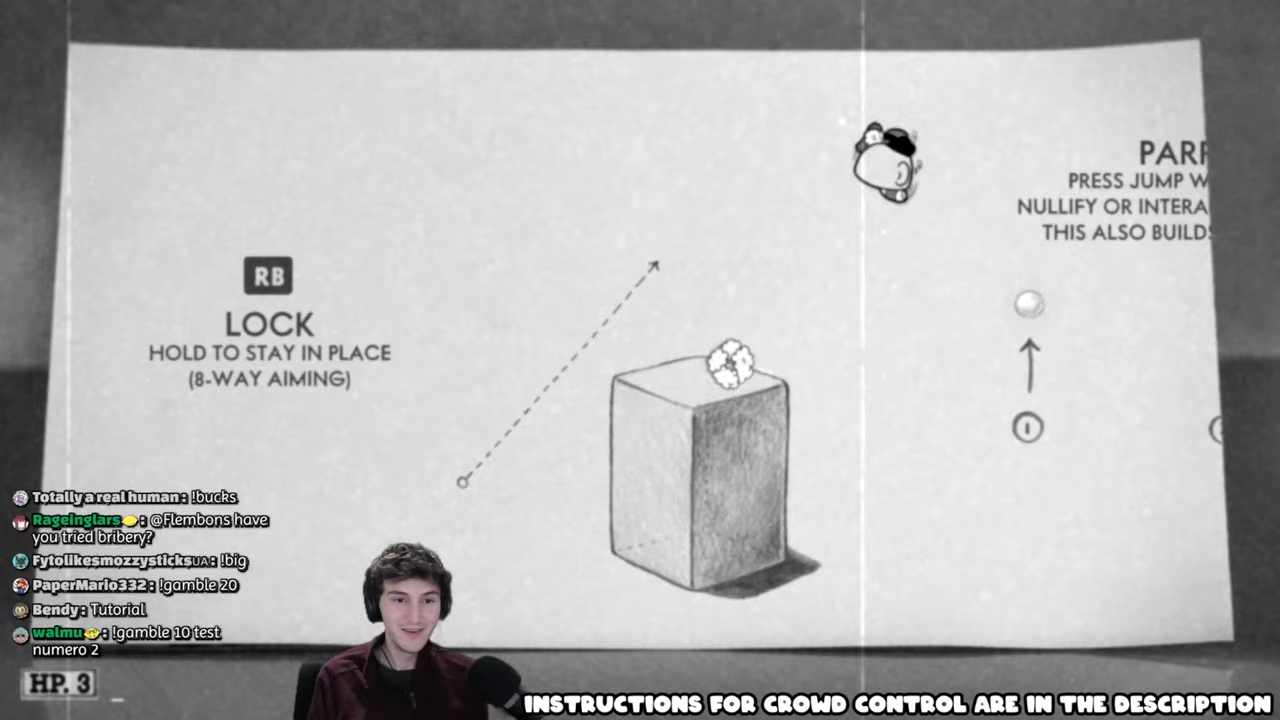 PARR
PRESS JUMP W
NULLIFY OR INTERA
THIS ALSO BUILDS
RB
LOCK
HOLD TO STAY IN PLACE
(8-WAY AIMING)
Totally a real human: !bucks
Rageinglars: @Flembons have
you tried bribery?
FytolikesmozzysticksUA: !big
PaperMario332: !gamble 20
Bendy: Tutorial
walmu: !gamble 10 test
numero 2
HP. 3
INSTRUCTIONS FOR CROWD CONTROL ARE IN THE DESCRIPTION